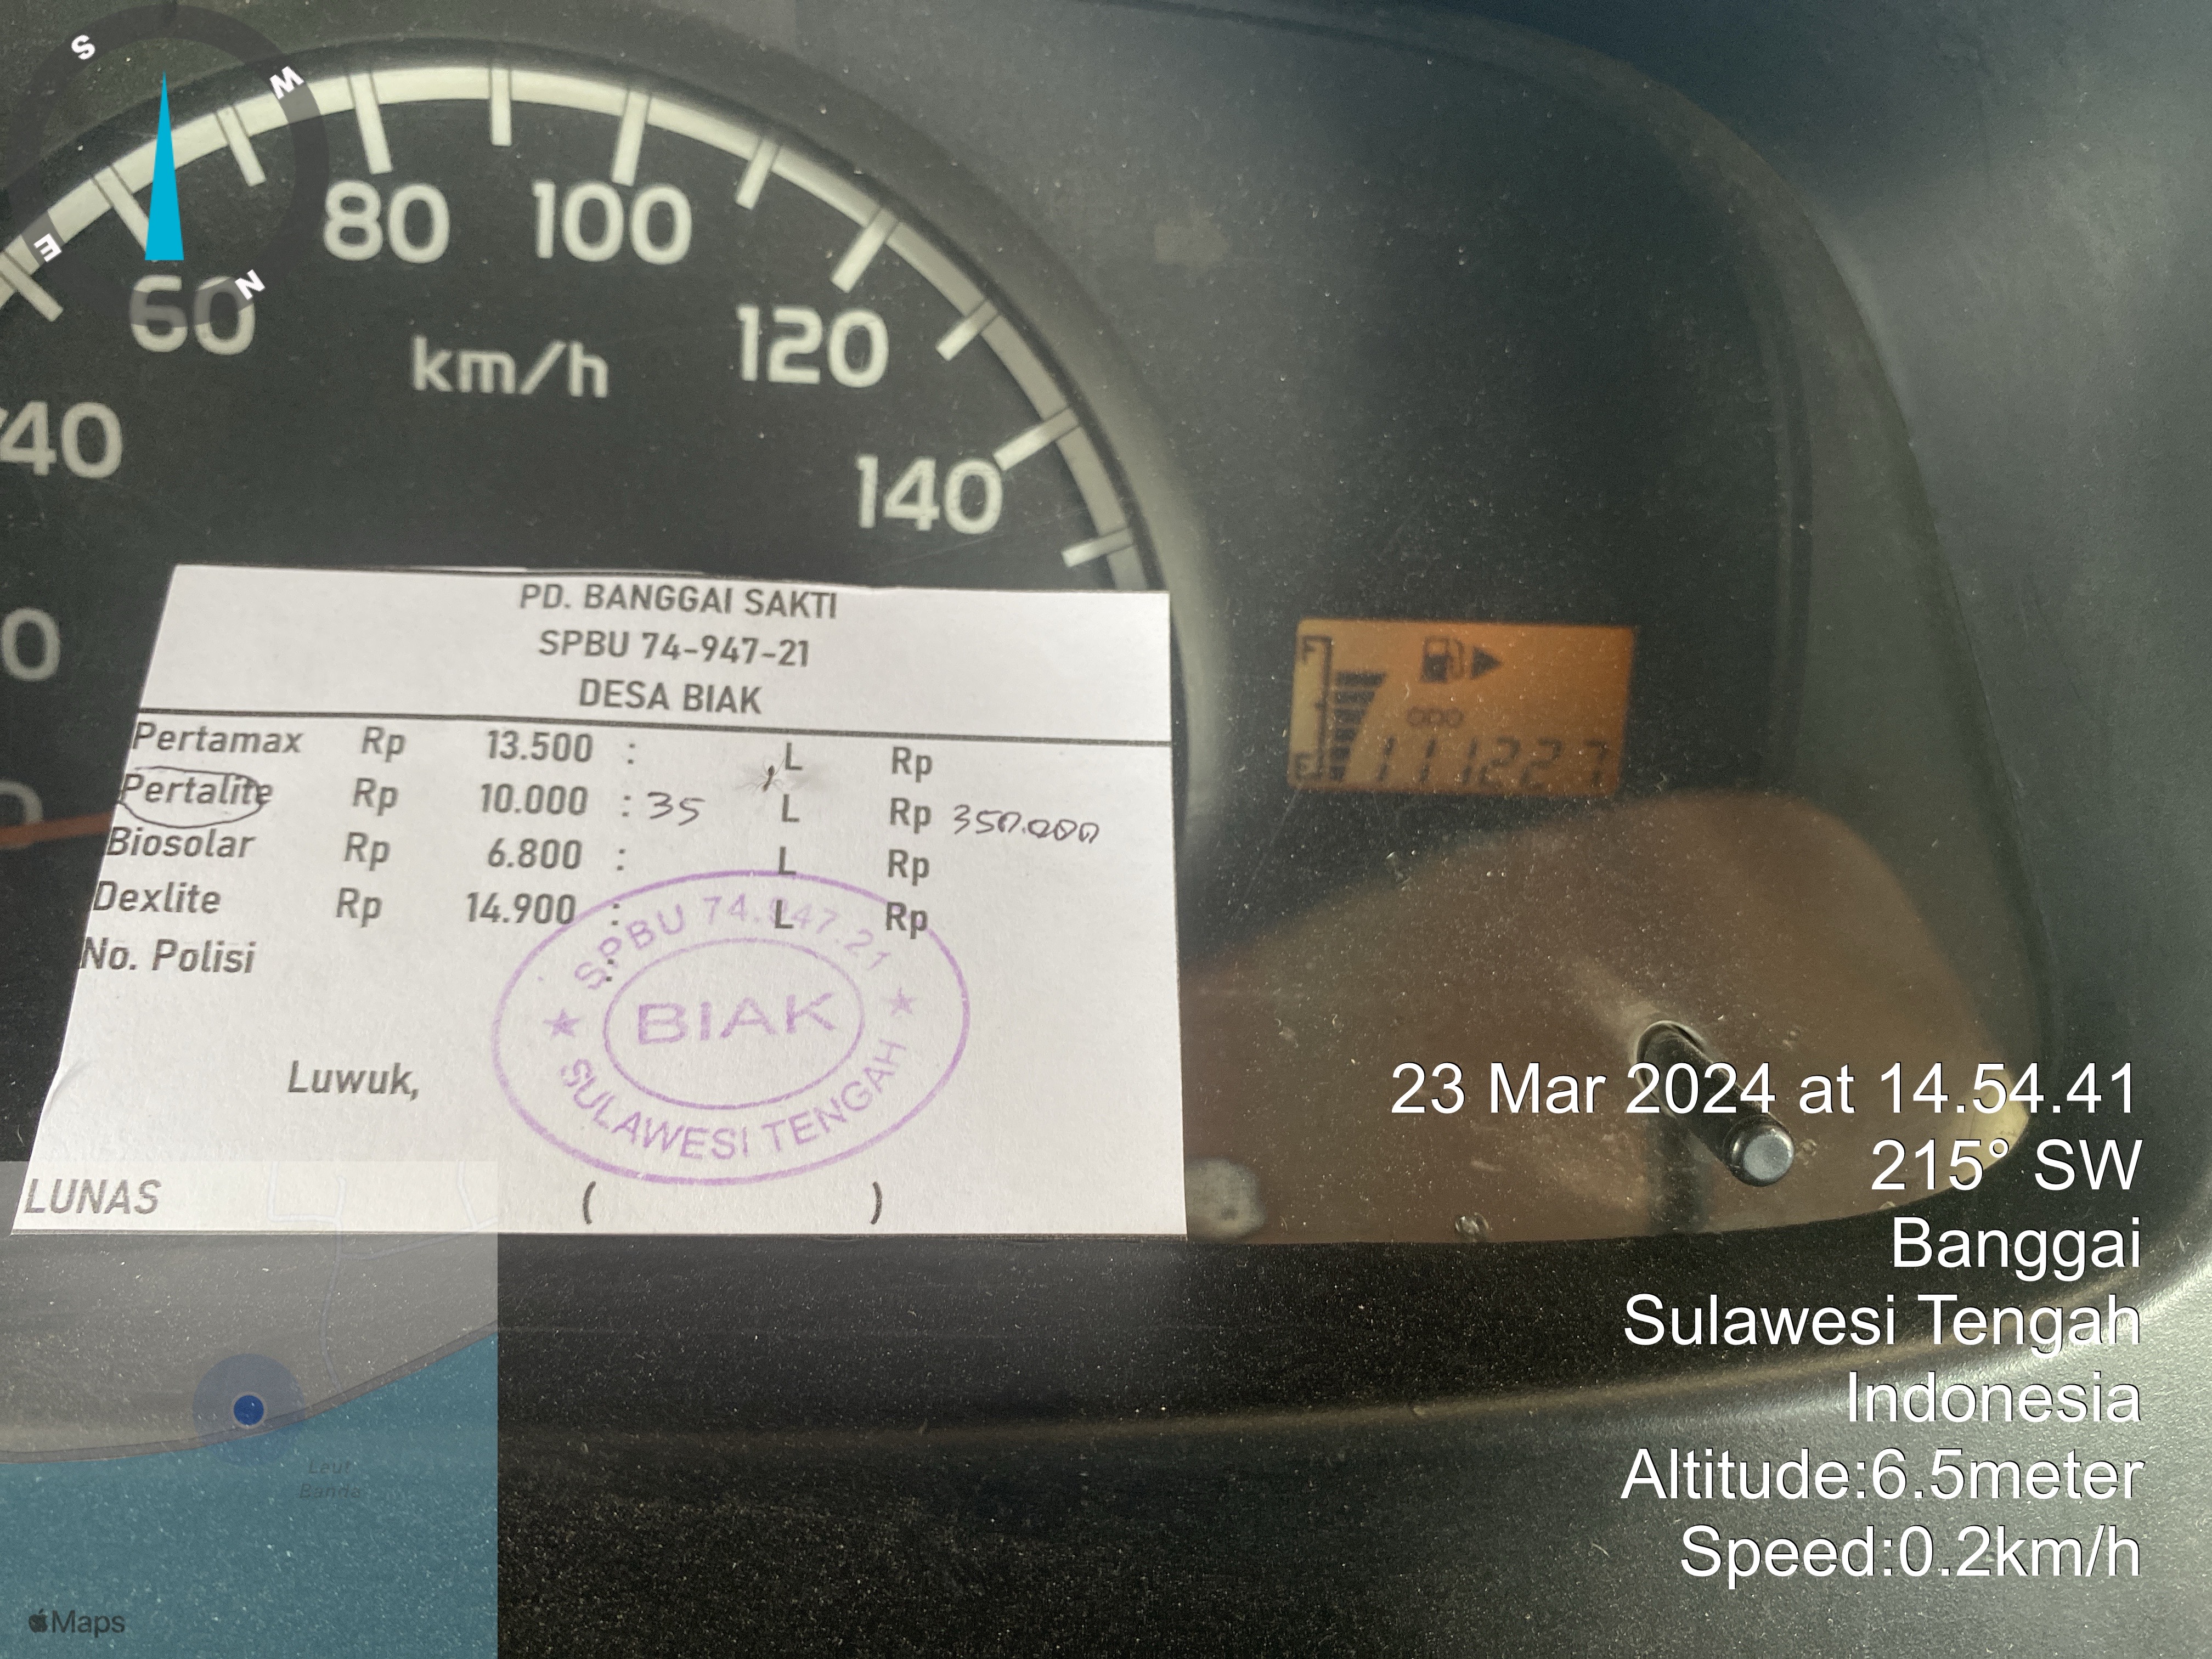 S
W
E
N
80 100
60
120
km/h
40
140
PD. BANGGAI SAKTI
SPBU 74-947-21
DESA BIAK
Pertamax Rp 13.500 : L Rp
Pertalite Rp 10.000 : 35 L Rp 350.000
Biosolar Rp 6.800 : L Rp
Dexlite Rp 14.900 : L Rp
No. Polisi :
SPBU 74.947.21
BIAK
SULAWESI TENGAH
Luwuk,
LUNAS ( )
F
ODO
E
111227
23 Mar 2024 at 14.54.41
215° SW
Banggai
Sulawesi Tengah
Indonesia
Altitude:6.5meter
Speed:0.2km/h
Laut
Banda
Maps